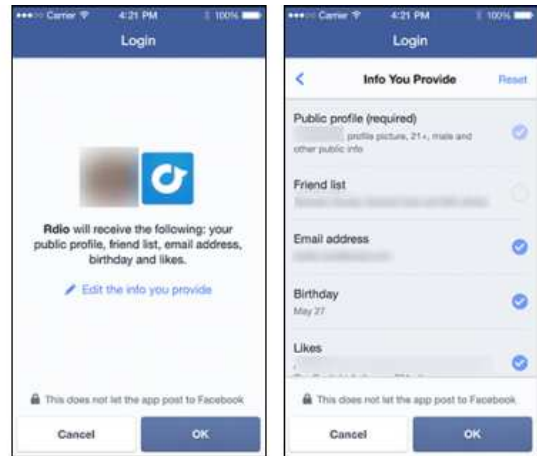 Carrier 4:21 PM 100%
Login
Rdio will receive the following: your
public profile, friend list, email address,
birthday and likes.
Edit the info you provide
This does not let the app post to Facebook
Cancel OK
Carrier 4:21 PM 100%
Login
Info You Provide Reset
Public profile (required)
profile picture, 21+, male and
other public info
Friend list
Email address
Birthday
May 27
Likes
This does not let the app post to Facebook
Cancel OK